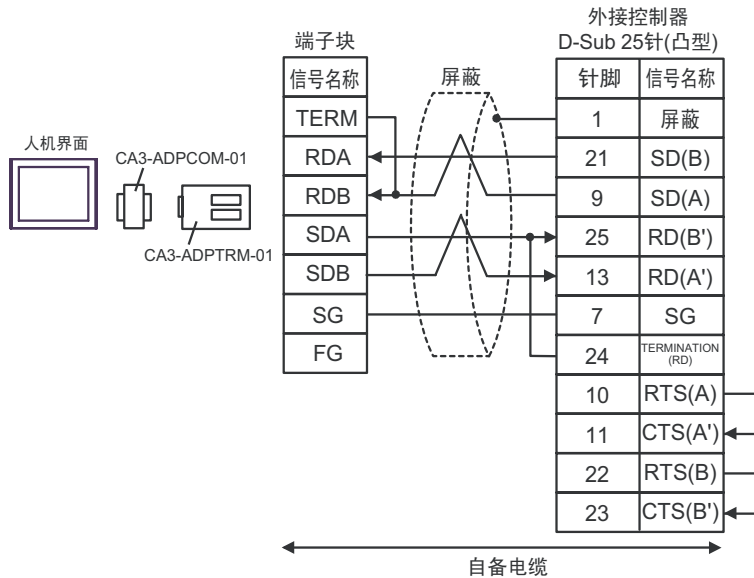 外接控制器
端子块 D-Sub 25针(凸型)
信号名称 屏蔽 针脚 信号名称
TERM 1 屏蔽
人机界面 CA3-ADPCOM-01 RDA 21 SD(B)
RDB 9 SD(A)
SDA 25 RD(B')
CA3-ADPTRM-01 SDB 13 RD(A')
SG 7 SG
FG 24 TERMINATION
(RD)
10 RTS(A)
11 CTS(A')
22 RTS(B)
23 CTS(B')
自备电缆